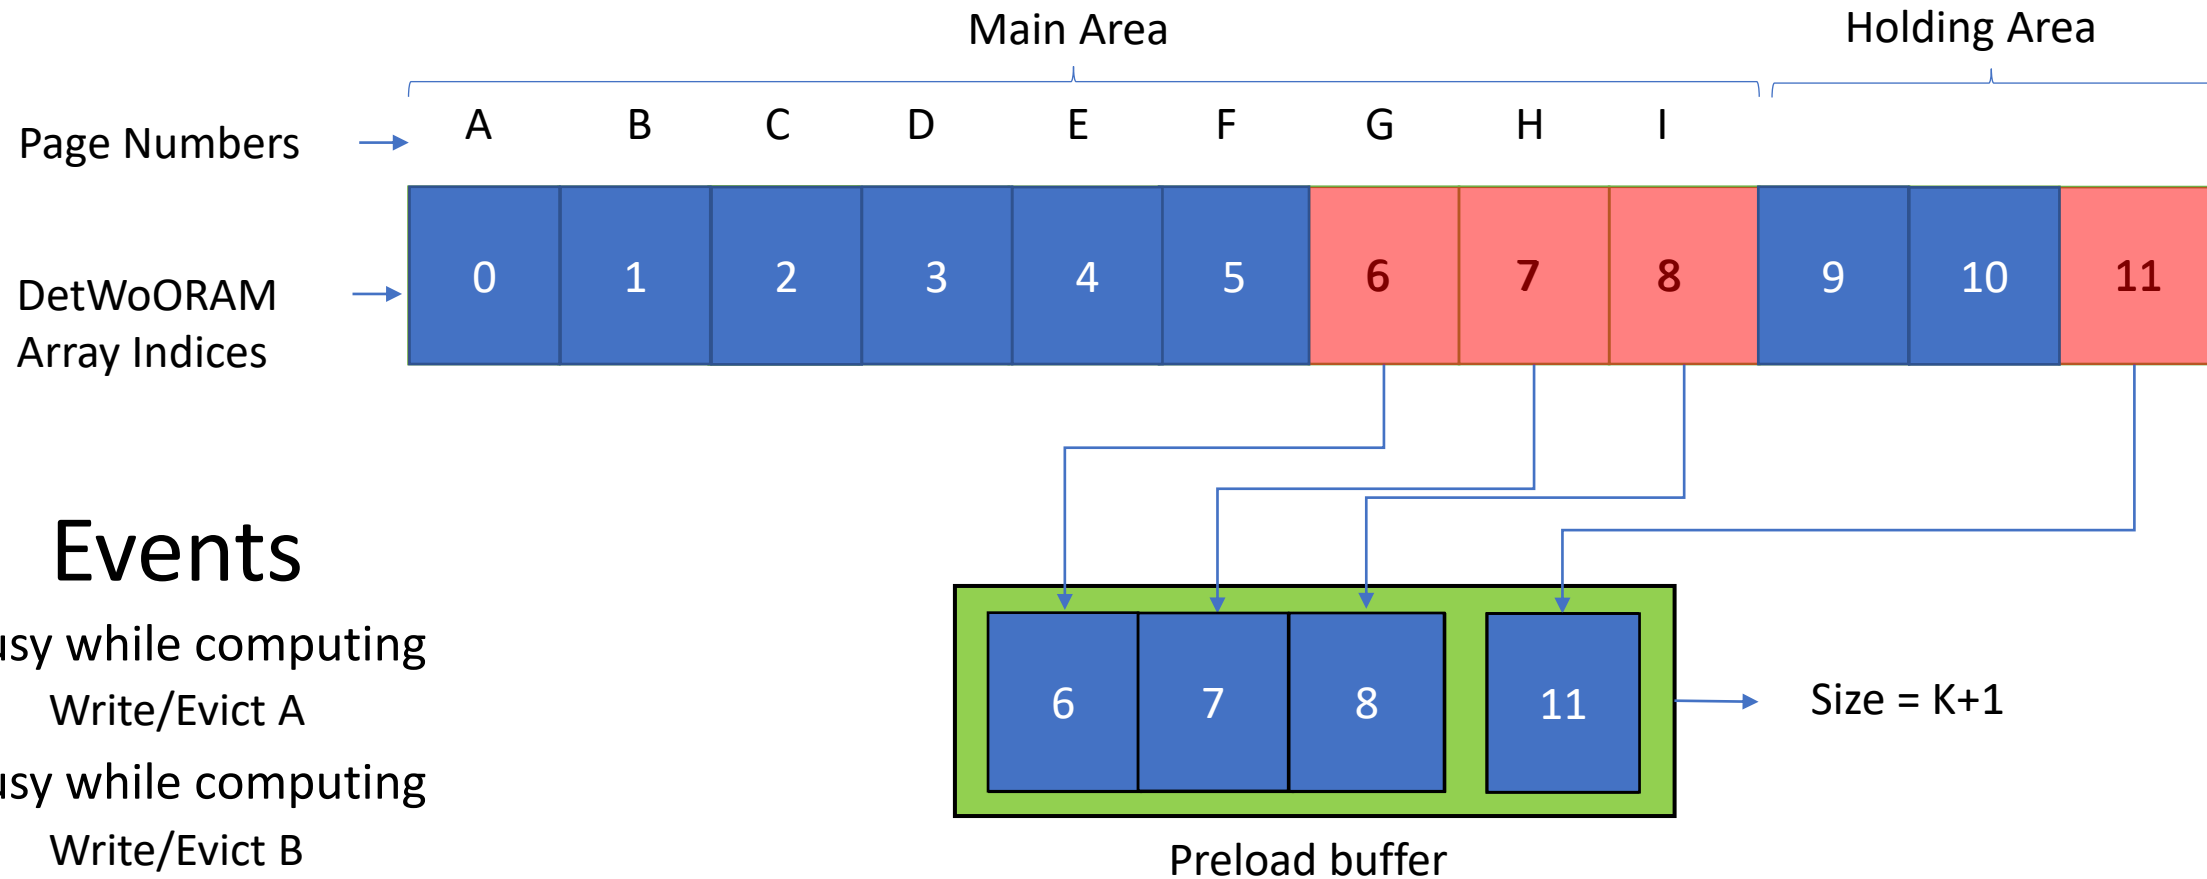 Main Area
Holding Area
Page Numbers
A B C D E F G H I
DetWoORAM
Array Indices
0 1 2 3 4 5 6 7 8 9 10 11
Events
while computing
Write/Evict A
while computing
Write/Evict B
6 7 8 11
Size = K+1
Preload buffer